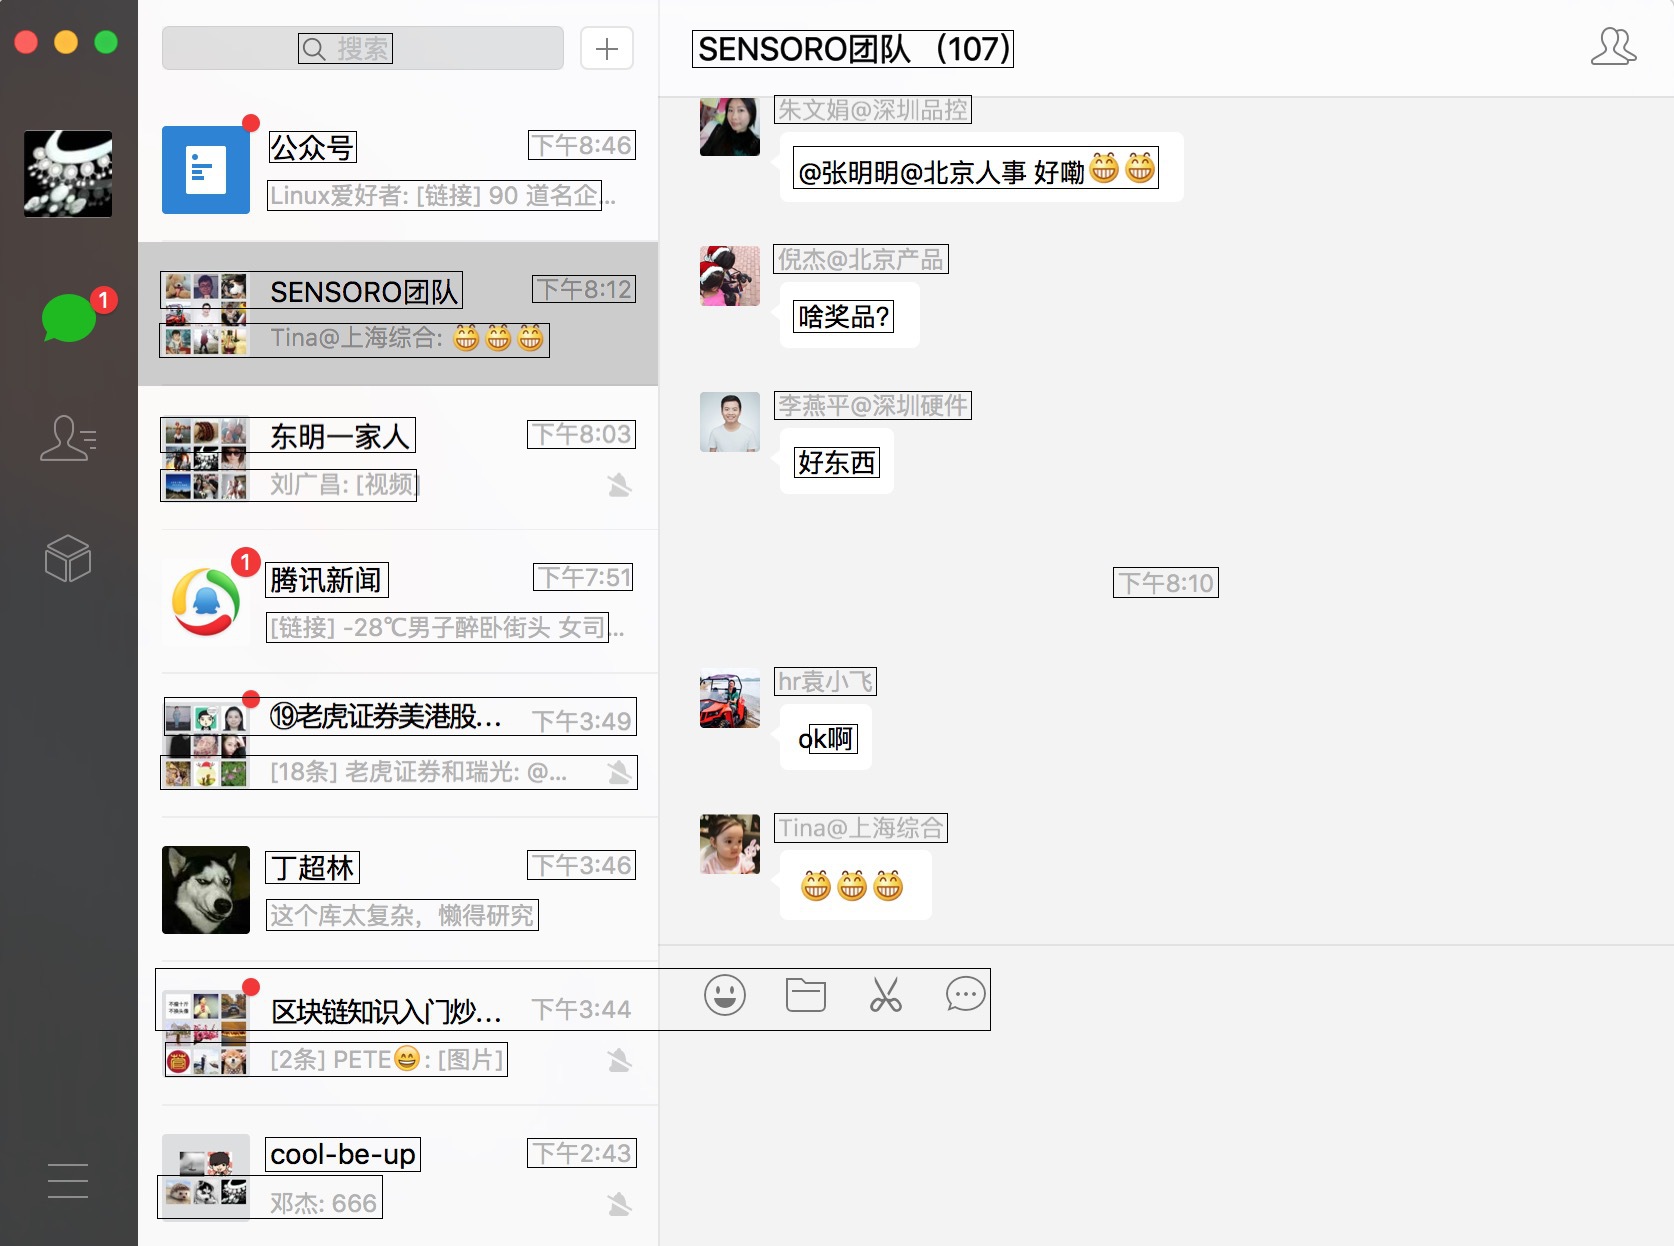 搜索
公众号
下午8:46
Linux爱好者: [链接] 90 道名企...
1
SENSORO团队
下午8:12
Tina@上海综合: 😁😁😁
东明一家人
下午8:03
刘广昌: [视频]
1
腾讯新闻
下午7:51
[链接] -28℃男子醉卧街头 女司...
⑲老虎证券美港股...
下午3:49
[18条] 老虎证券和瑞光: @...
丁超林
下午3:46
这个库太复杂，懒得研究
区块链知识入门炒...
下午3:44
[2条] PETE😄: [图片]
cool-be-up
下午2:43
邓杰: 666
SENSORO团队（107）
朱文娟@深圳品控
@张明明@北京人事 好嘞😁😁
倪杰@北京产品
啥奖品?
李燕平@深圳硬件
好东西
下午8:10
hr袁小飞
ok啊
Tina@上海综合
😁😁😁